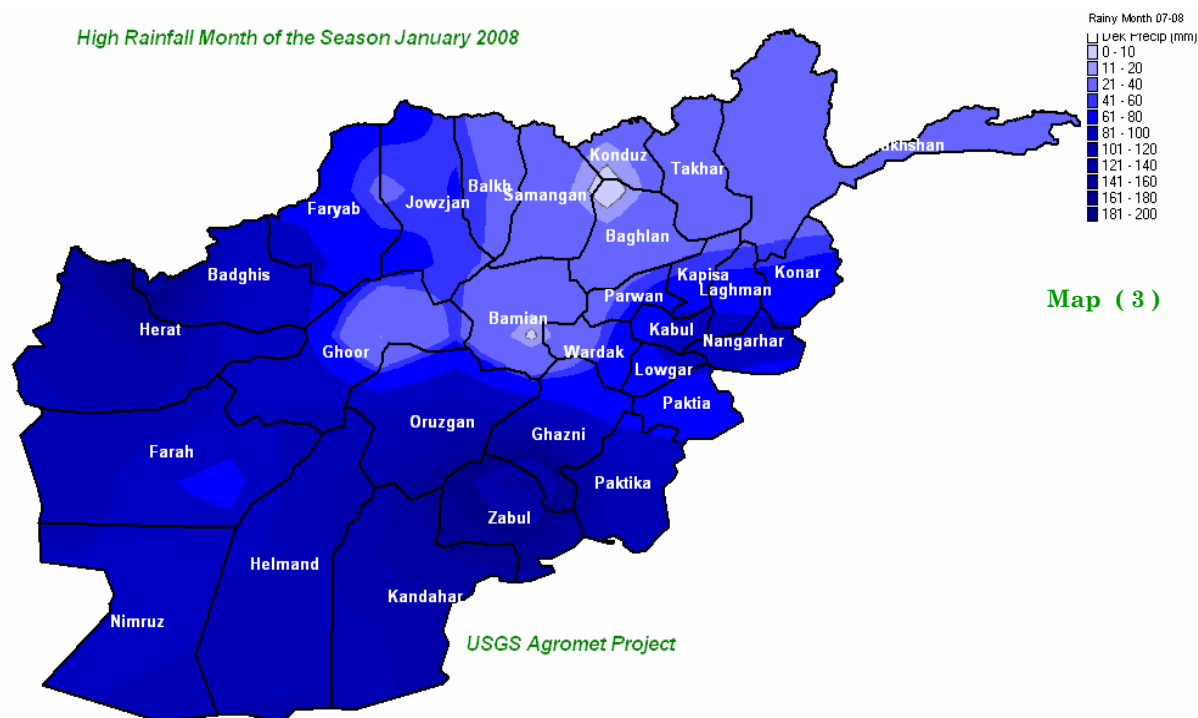 High Rainfall Month of the Season January 2008
Rainy Month 07-08
Dek Precip (mm)
0 - 10
11 - 20
21 - 40
41 - 60
61 - 80
81 - 100
101 - 120
121 - 140
141 - 160
161 - 180
181 - 200
Map ( 3 )
Konduz
Takhar
Balkh
Samangan
Faryab
Jowzjan
Baghlan
Badghis
Kapisa
Konar
Laghman
Parwan
Bamian
Herat
Kabul
Nangarhar
Ghoor
Wardak
Lowgar
Paktia
Oruzgan
Ghazni
Farah
Paktika
Zabul
Helmand
Kandahar
Nimruz
USGS Agromet Project